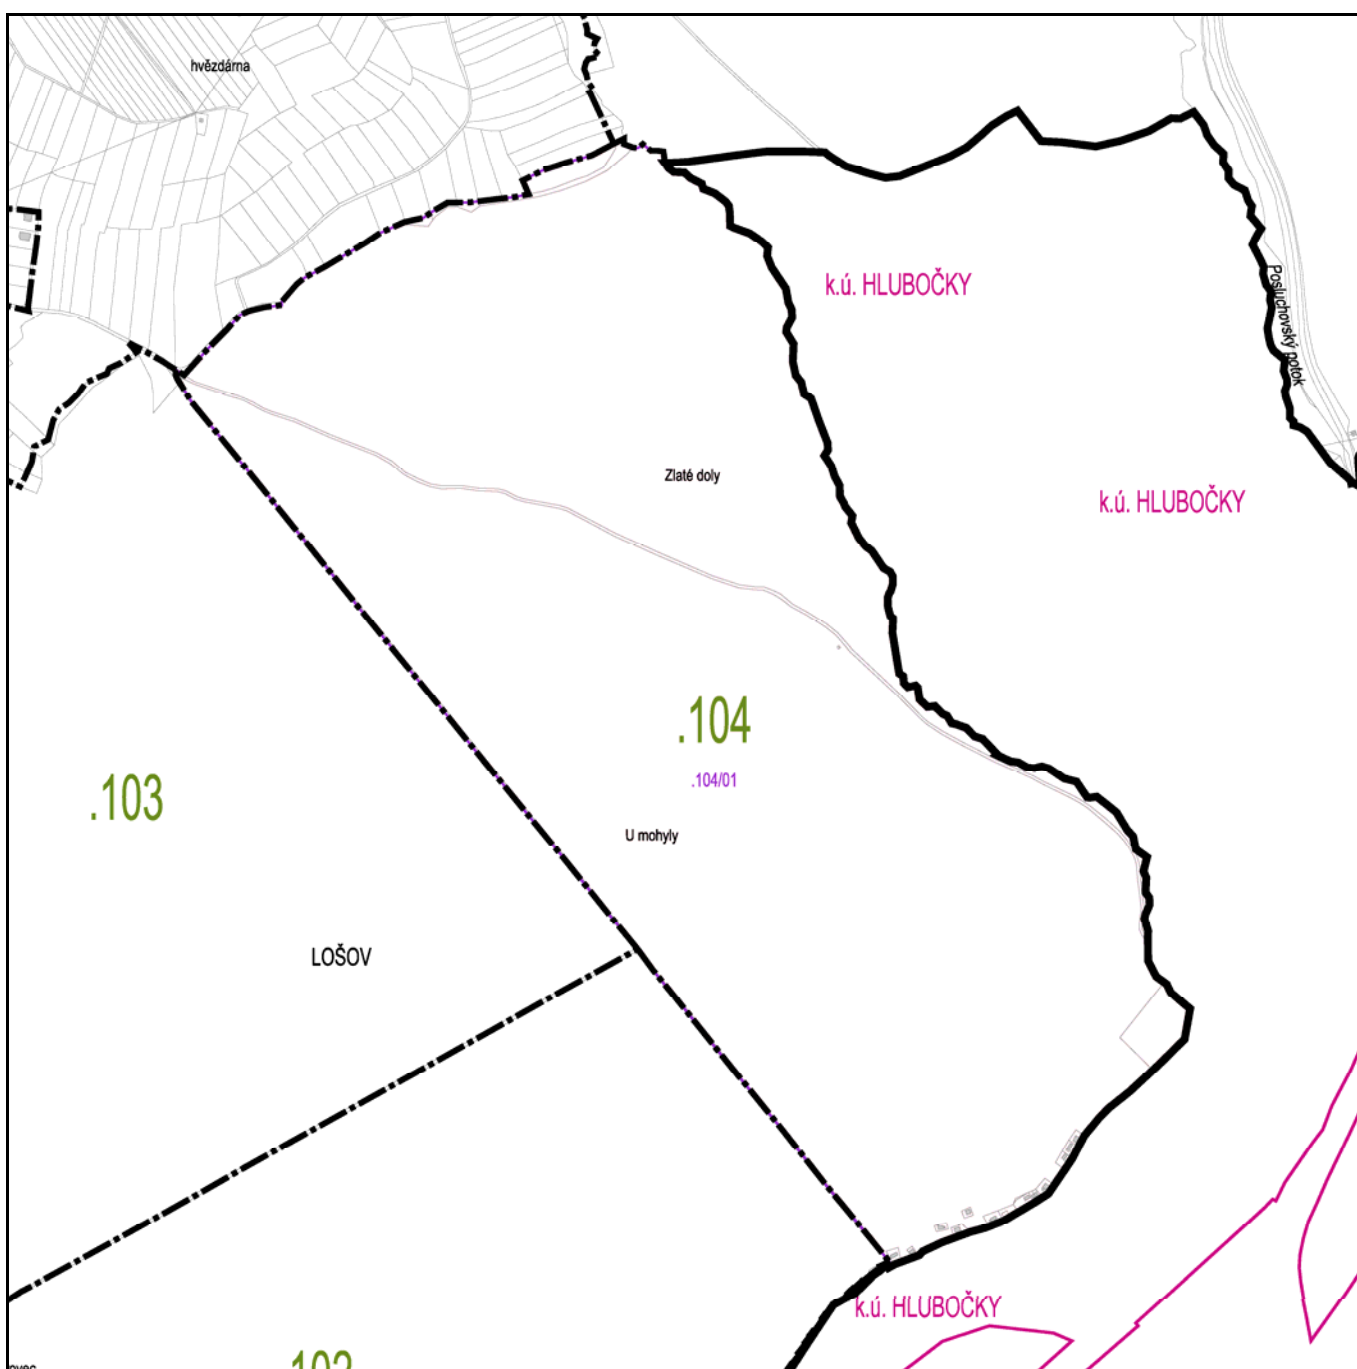 hvězdárna
k.ú. HLUBOČKY
Posluchovský potok
Zlaté doly
k.ú. HLUBOČKY
.104
.104/01
.103
U mohyly
LOŠOV
k.ú. HLUBOČKY